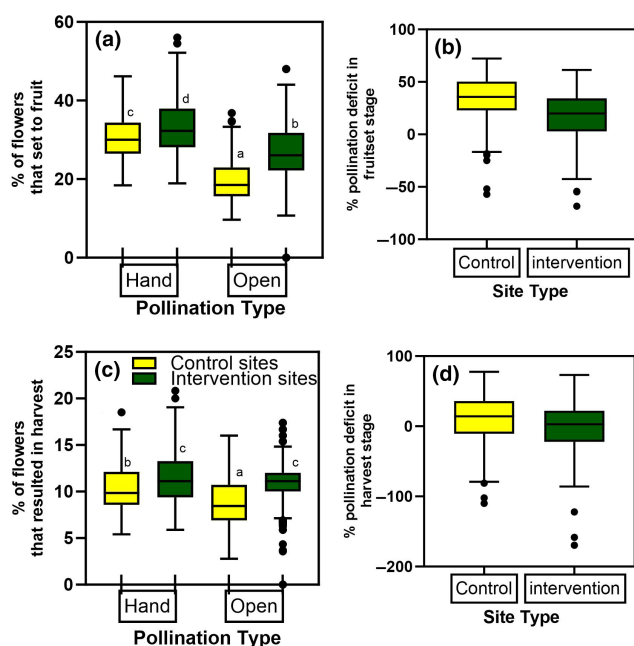 (a)
% of flowers
that set to fruit
60
40
20
0
c
d
a
b
Hand
Open
Pollination Type
(b)
% pollination deficit in
fruitset stage
100
50
0
−50
−100
Control
intervention
Site Type
(c)
Control sites
Intervention sites
% of flowers
that resulted in harvest
25
20
15
10
5
0
b
c
a
c
Hand
Open
Pollination Type
(d)
% pollination deficit in
harvest stage
100
0
−100
−200
Control
intervention
Site Type